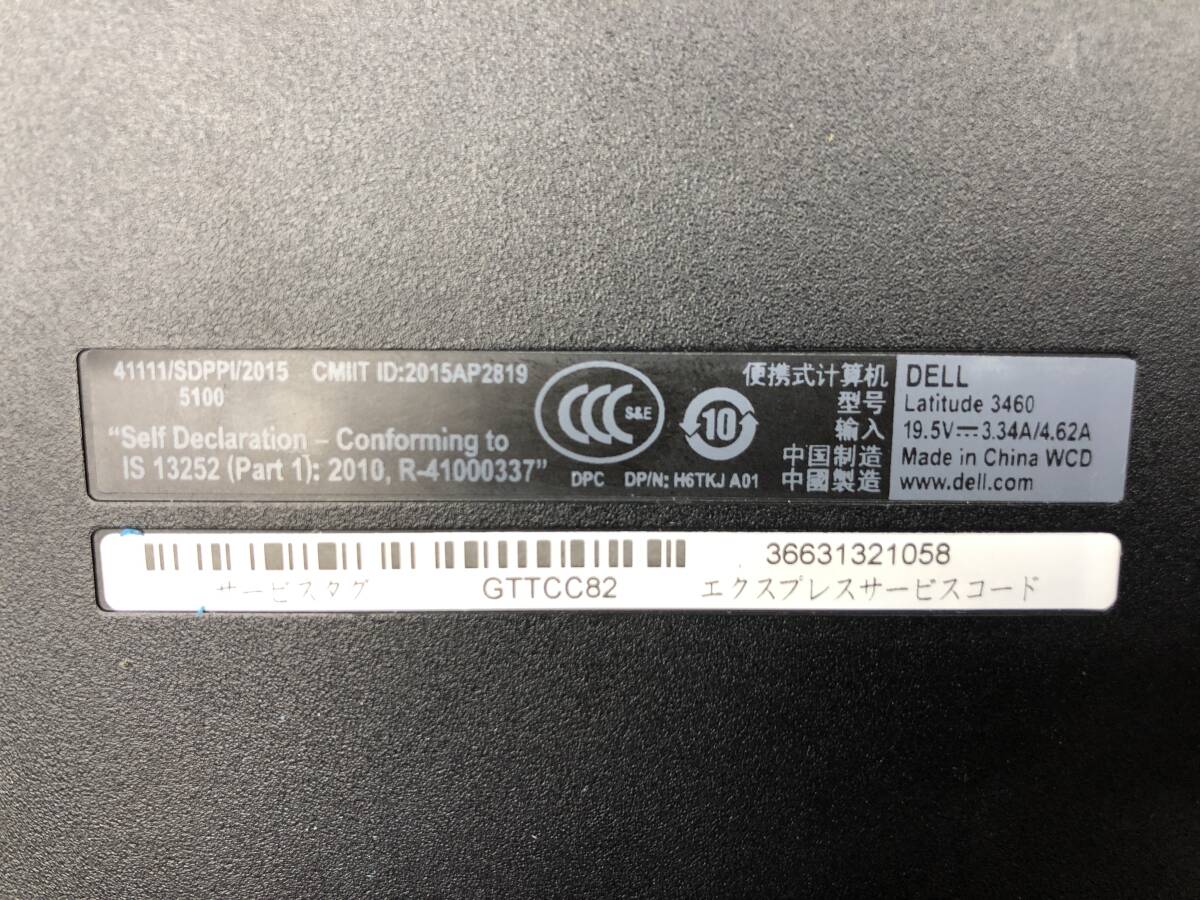 41111/SDPPI/2015 CMIIT ID:2015AP2819
5100
"Self Declaration – Conforming to
IS 13252 (Part 1): 2010, R-41000337"
CCC S&E
10
DPC DP/N: H6TKJ A01
便携式计算机 DELL
型号 Latitude 3460
输入 19.5V⎓3.34A/4.62A
中国制造 Made in China WCD
中國製造 www.dell.com
36631321058
サービスタグ GTTCC82 エクスプレスサービスコード